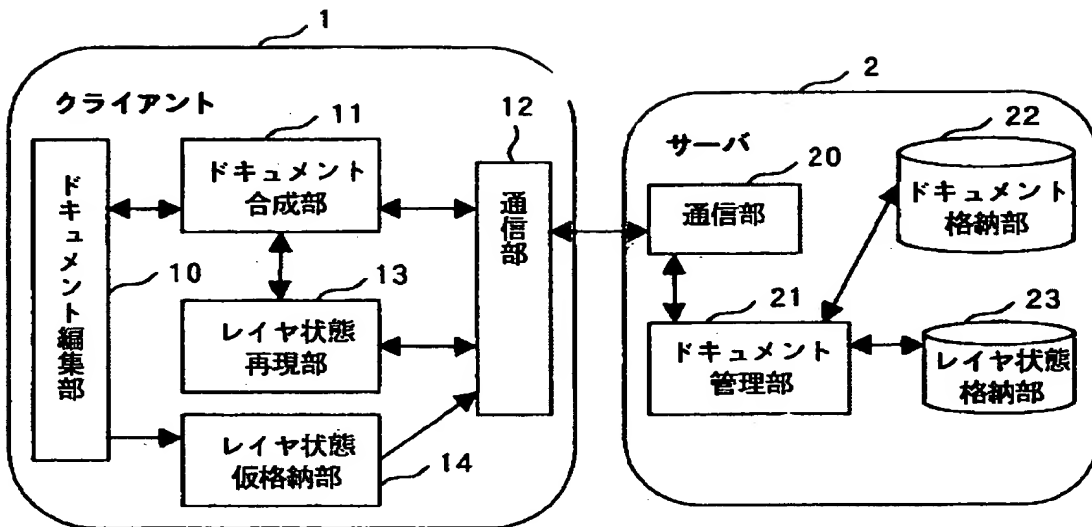 1
クライアント
11
12
ドキュメント
合成部
ドキュメント編集部
10
通信部
13
レイヤ状態
再現部
レイヤ状態
仮格納部
14
2
サーバ
20
22
通信部
ドキュメント
格納部
21
23
ドキュメント
管理部
レイヤ状態
格納部